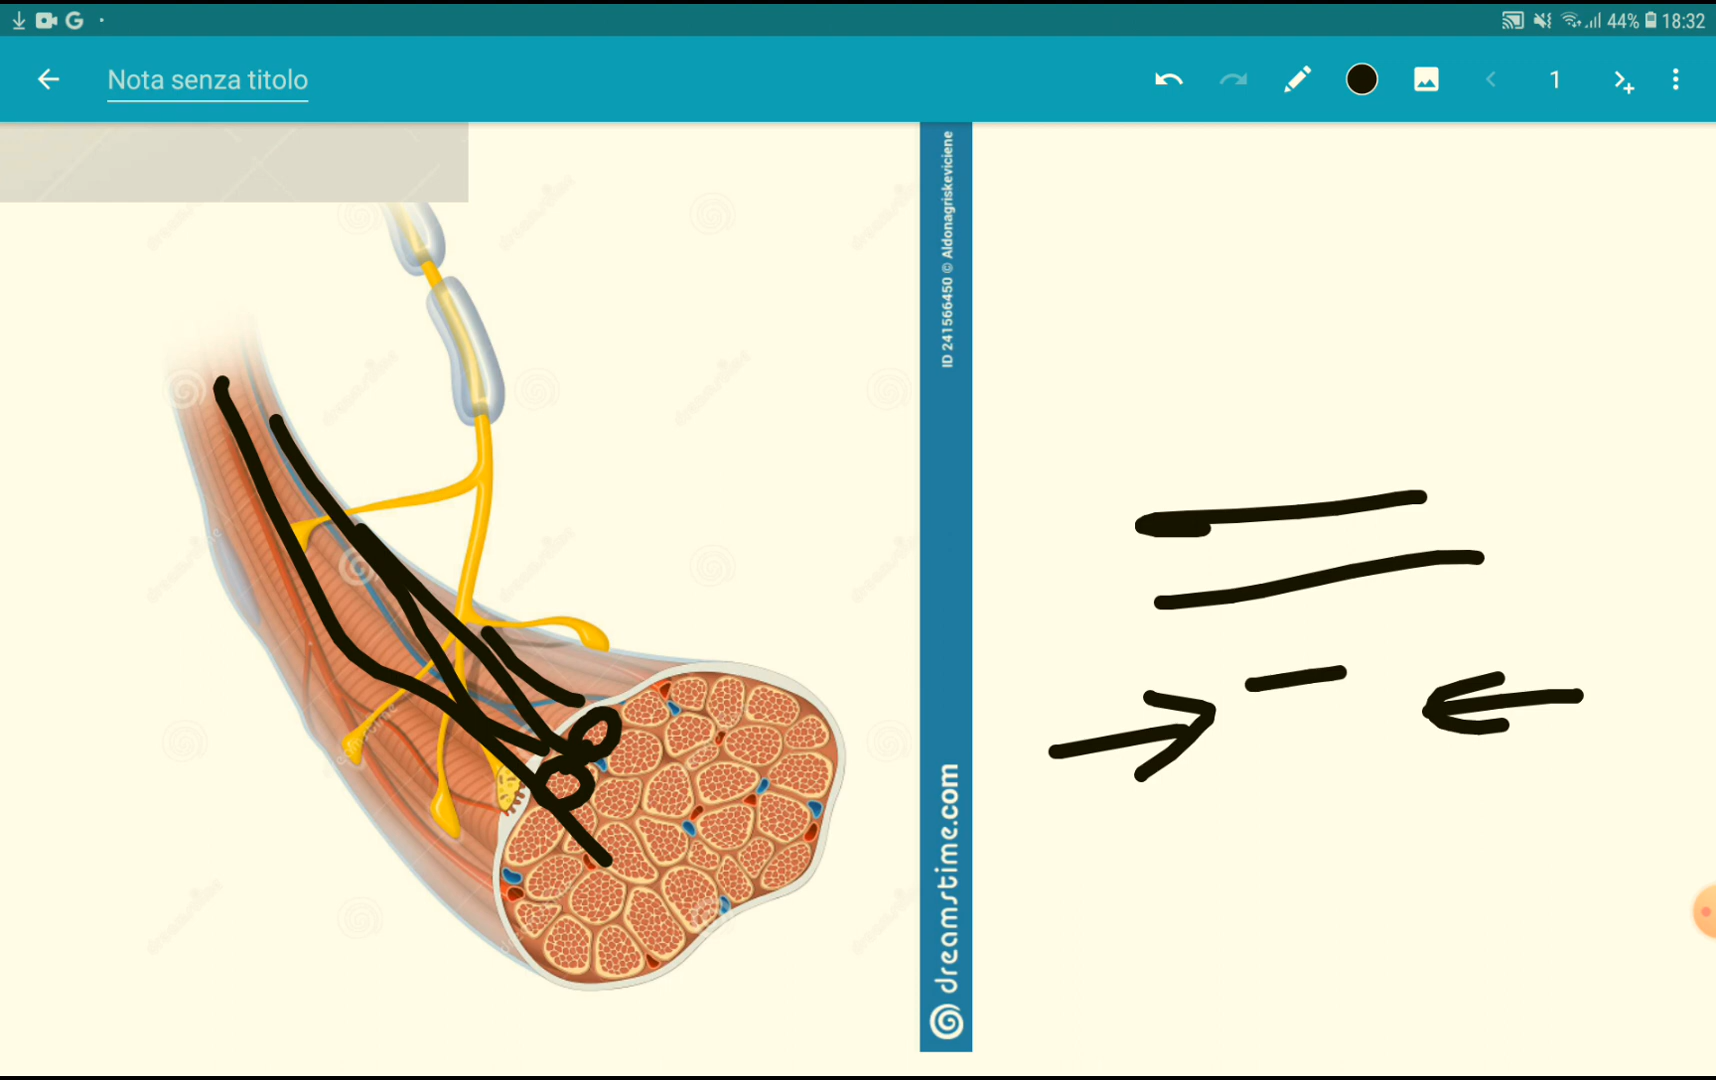 44% 18:32
Nota senza titolo
1
ID 241566450 © Aldonagriskeviciene
dreamstime.com